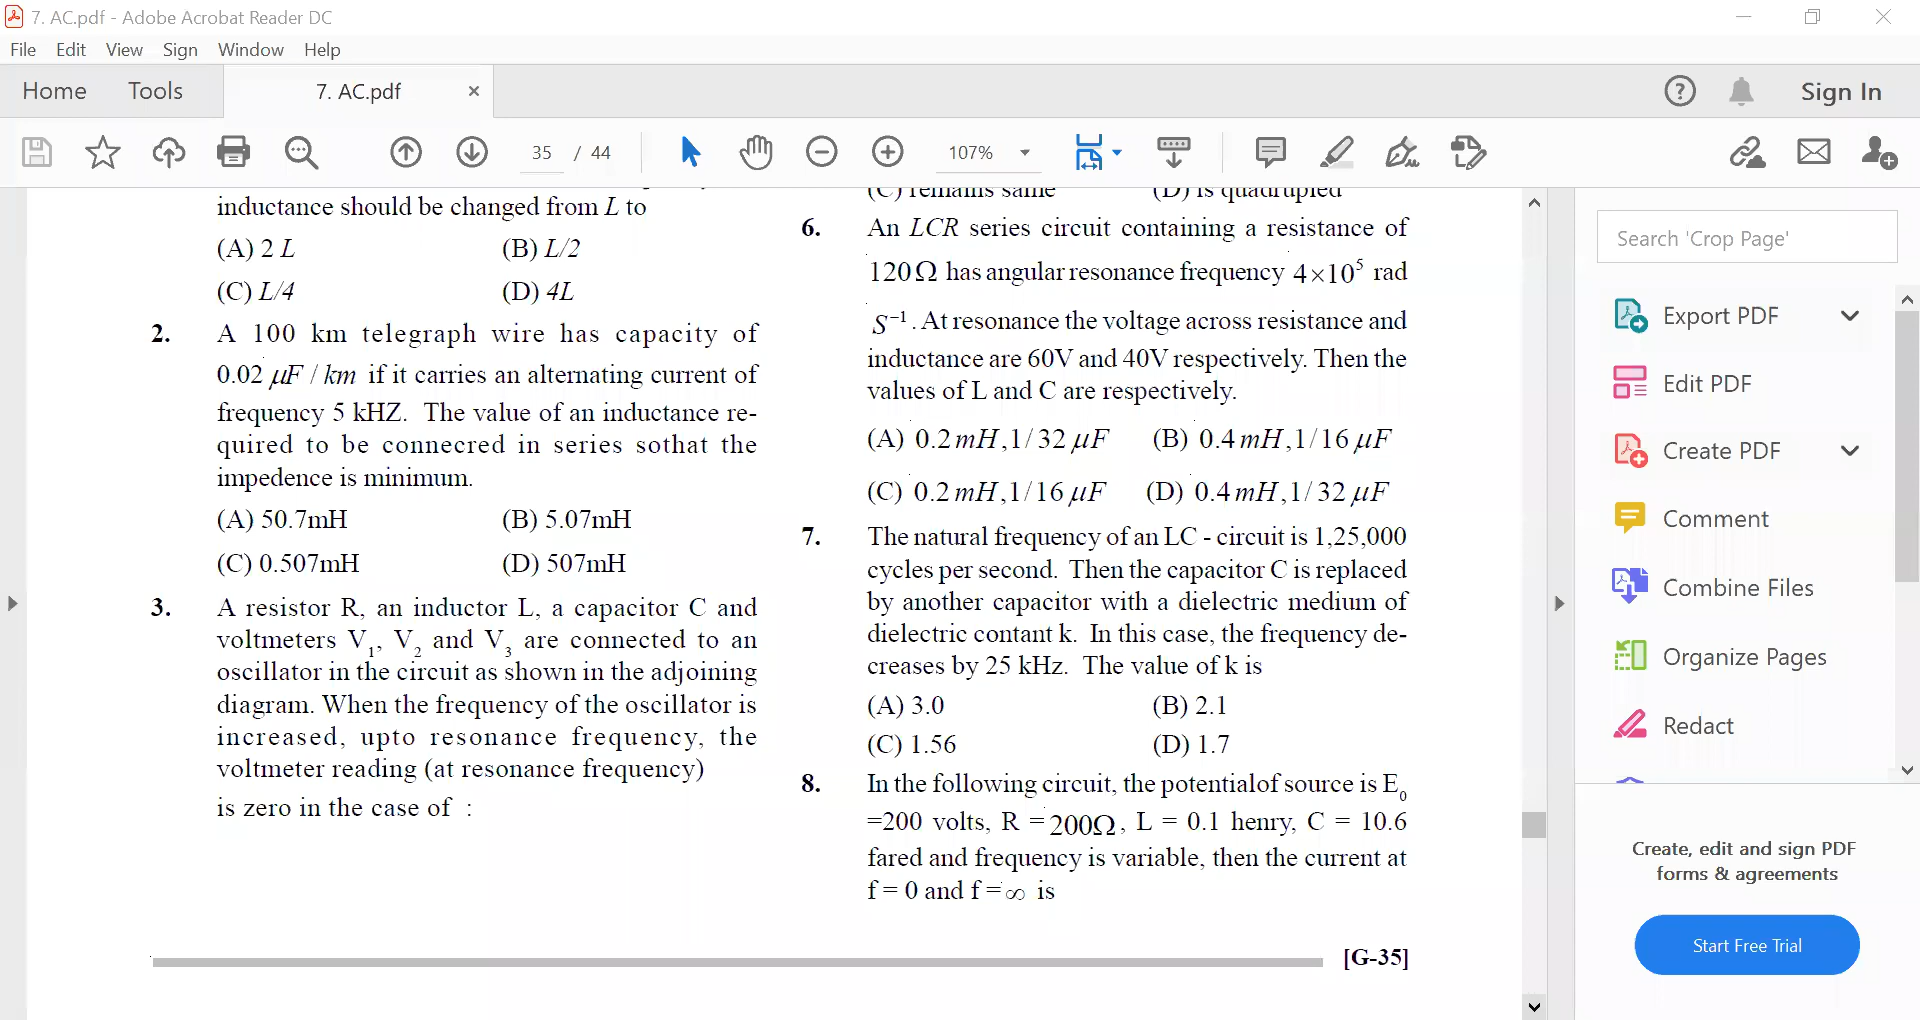 7. AC.pdf - Adobe Acrobat Reader DC
File Edit View Sign Window Help
Home Tools 7. AC.pdf × Sign In
35 / 44 107%
inductance should be changed from L to
(A) 2 L (B) L/2
(C) L/4 (D) 4L
2. A 100 km telegraph wire has capacity of
0.02 μF / km if it carries an alternating current of
frequency 5 kHZ. The value of an inductance re-
quired to be connecred in series sothat the
impedence is minimum.
(A) 50.7mH (B) 5.07mH
(C) 0.507mH (D) 507mH
3. A resistor R, an inductor L, a capacitor C and
voltmeters V₁, V₂ and V₃ are connected to an
oscillator in the circuit as shown in the adjoining
diagram. When the frequency of the oscillator is
increased, upto resonance frequency, the
voltmeter reading (at resonance frequency)
is zero in the case of :
(C) remains same (D) is quadrupled
6. An LCR series circuit containing a resistance of
120Ω has angular resonance frequency 4×10⁵ rad
S⁻¹. At resonance the voltage across resistance and
inductance are 60V and 40V respectively. Then the
values of L and C are respectively.
(A) 0.2mH,1/32 μF (B) 0.4mH,1/16 μF
(C) 0.2mH,1/16 μF (D) 0.4mH,1/32 μF
7. The natural frequency of an LC - circuit is 1,25,000
cycles per second. Then the capacitor C is replaced
by another capacitor with a dielectric medium of
dielectric contant k. In this case, the frequency de-
creases by 25 kHz. The value of k is
(A) 3.0 (B) 2.1
(C) 1.56 (D) 1.7
8. In the following circuit, the potentialof source is E₀
=200 volts, R = 200Ω, L = 0.1 henry, C = 10.6
fared and frequency is variable, then the current at
f = 0 and f = ∞ is
[G-35]
Search 'Crop Page'
Export PDF
Edit PDF
Create PDF
Comment
Combine Files
Organize Pages
Redact
Create, edit and sign PDF
forms & agreements
Start Free Trial